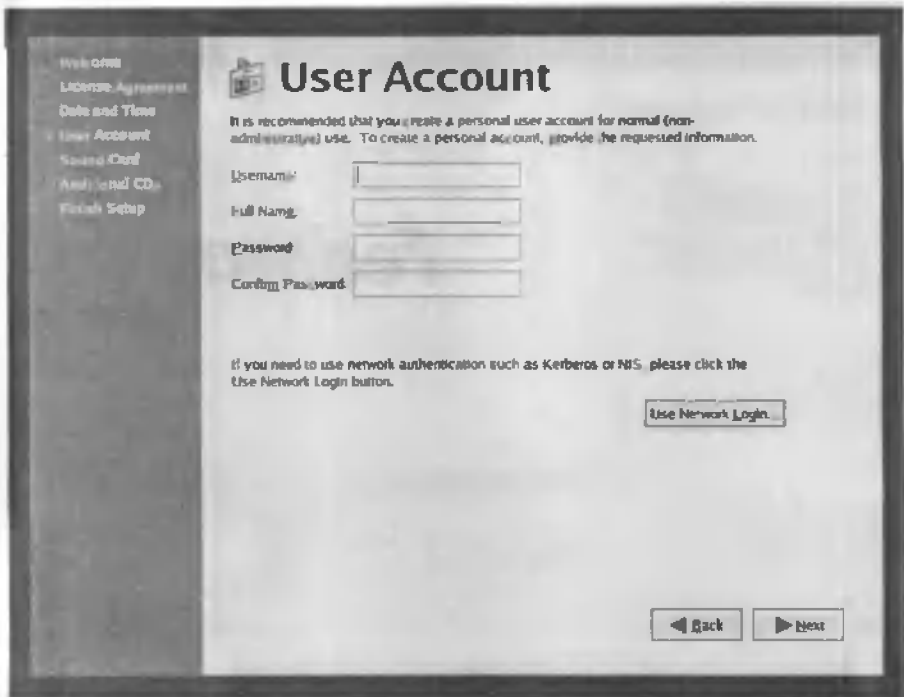 Welcome
License Agreement
Date and Time
User Account
Sound Card
Additional CDs
Finish Setup
User Account
It is recommended that you create a personal user account for normal (non-
administrative) use. To create a personal account, provide the requested information.
Username:
Full Name:
Password:
Confirm Password:
If you need to use network authentication such as Kerberos or NIS, please click the
Use Network Login button.
Use Network Login...
Back
Next